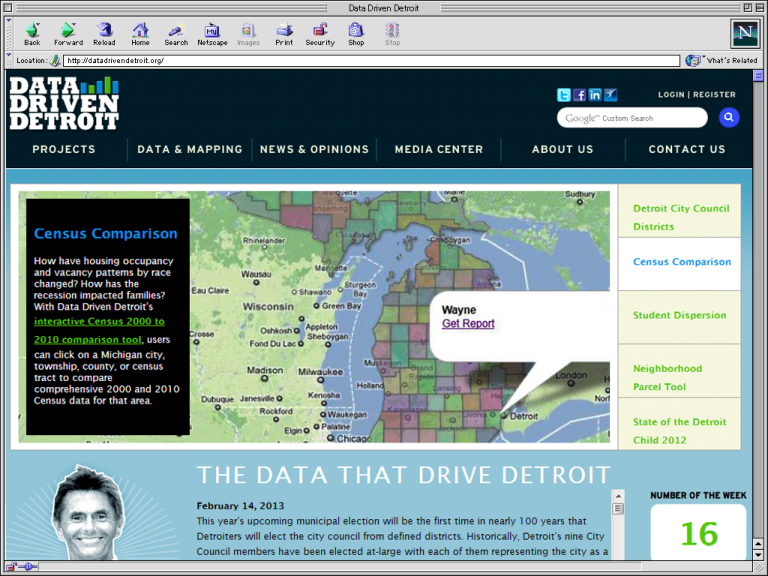 Data Driven Detroit
Back
Forward
Reload
Home
Search
My
Netscape
Images
Print
Security
Shop
Stop
N
Location:
http://datadrivendetroit.org/
What's Related
DATA
DRIVEN
DETROIT
LOGIN | REGISTER
Google™ Custom Search
PROJECTS
DATA & MAPPING
NEWS & OPINIONS
MEDIA CENTER
ABOUT US
CONTACT US
Census Comparison
How have housing occupancy
and vacancy patterns by race
changed? How has the
recession impacted families?
With Data Driven Detroit's
interactive Census 2000 to
2010 comparison tool, users
can click on a Michigan city,
township, county, or census
tract to compare
comprehensive 2000 and 2010
Census data for that area.
Marquette
Sudbury
Rhinelander
Cheboygan
Wausau
Marinette
Eau Claire
Shawano
Sturgeon
Bay
Wisconsin
Green Bay
Alpena
Appleton
Oshkosh
Sheboygan
Fond Du Lac
Crosse
Madison
Milwaukee
Holland
Grand
Rapids
Lansing
London
Dubuque
Janesville
Kenosha
Rockford
Waukegan
Kalamazoo
Detroit
Elgin
Palatine
Chicago
Wayne
Get Report
Detroit City Council
Districts
Census Comparison
Student Dispersion
Neighborhood
Parcel Tool
State of the Detroit
Child 2012
THE DATA THAT DRIVE DETROIT
February 14, 2013
This year's upcoming municipal election will be the first time in nearly 100 years that
Detroiters will elect the city council from defined districts. Historically, Detroit's nine City
Council members have been elected at-large with each of them representing the city as a
NUMBER OF THE WEEK
16